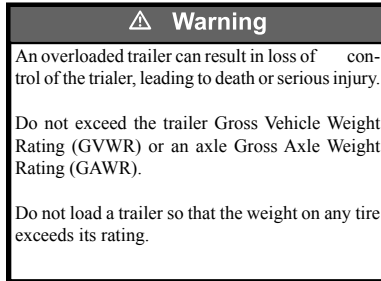 ⚠ Warning
An overloaded trailer can result in loss of con-
trol of the trialer, leading to death or serious injury.
Do not exceed the trailer Gross Vehicle Weight
Rating (GVWR) or an axle Gross Axle Weight
Rating (GAWR).
Do not load a trailer so that the weight on any tire
exceeds its rating.